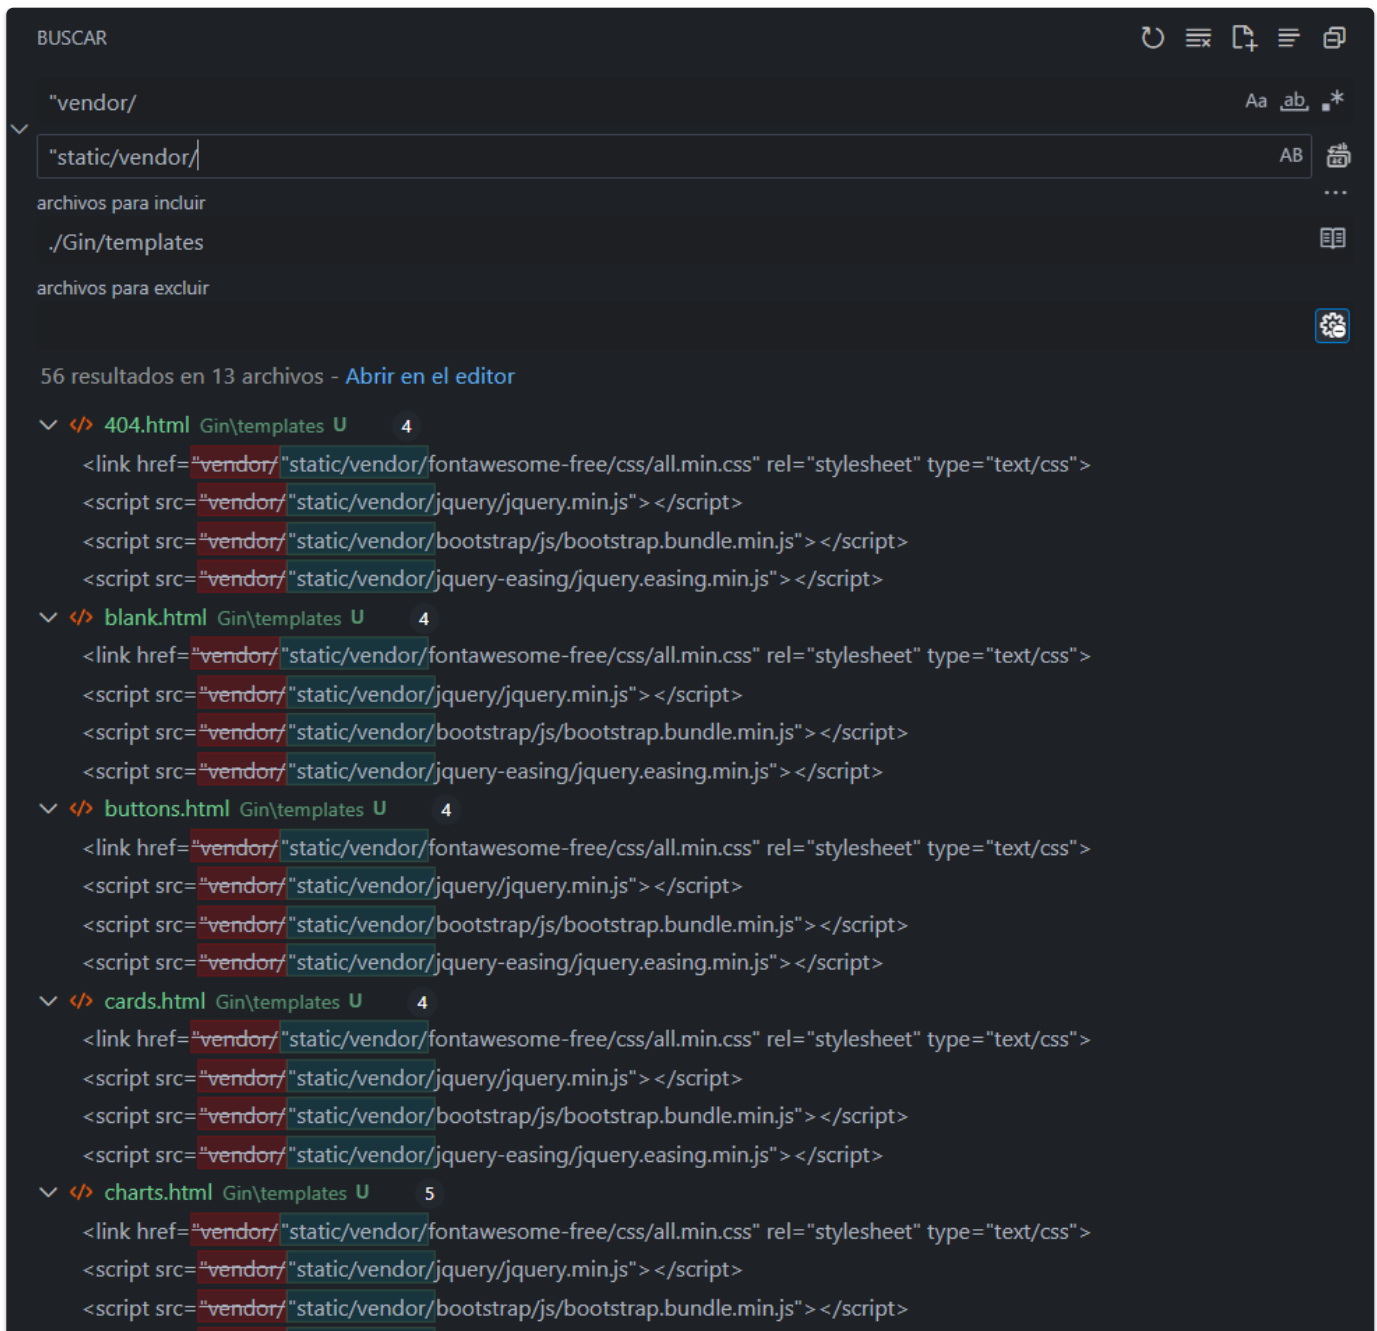 BUSCAR
"vendor/
Aa ab
"static/vendor/
AB
archivos para incluir
./Gin/templates
archivos para excluir
56 resultados en 13 archivos - Abrir en el editor
404.html Gin\templates U 4
<link href="vendor/"static/vendor/fontawesome-free/css/all.min.css" rel="stylesheet" type="text/css">
<script src="vendor/"static/vendor/jquery/jquery.min.js"></script>
<script src="vendor/"static/vendor/bootstrap/js/bootstrap.bundle.min.js"></script>
<script src="vendor/"static/vendor/jquery-easing/jquery.easing.min.js"></script>
blank.html Gin\templates U 4
<link href="vendor/"static/vendor/fontawesome-free/css/all.min.css" rel="stylesheet" type="text/css">
<script src="vendor/"static/vendor/jquery/jquery.min.js"></script>
<script src="vendor/"static/vendor/bootstrap/js/bootstrap.bundle.min.js"></script>
<script src="vendor/"static/vendor/jquery-easing/jquery.easing.min.js"></script>
buttons.html Gin\templates U 4
<link href="vendor/"static/vendor/fontawesome-free/css/all.min.css" rel="stylesheet" type="text/css">
<script src="vendor/"static/vendor/jquery/jquery.min.js"></script>
<script src="vendor/"static/vendor/bootstrap/js/bootstrap.bundle.min.js"></script>
<script src="vendor/"static/vendor/jquery-easing/jquery.easing.min.js"></script>
cards.html Gin\templates U 4
<link href="vendor/"static/vendor/fontawesome-free/css/all.min.css" rel="stylesheet" type="text/css">
<script src="vendor/"static/vendor/jquery/jquery.min.js"></script>
<script src="vendor/"static/vendor/bootstrap/js/bootstrap.bundle.min.js"></script>
<script src="vendor/"static/vendor/jquery-easing/jquery.easing.min.js"></script>
charts.html Gin\templates U 5
<link href="vendor/"static/vendor/fontawesome-free/css/all.min.css" rel="stylesheet" type="text/css">
<script src="vendor/"static/vendor/jquery/jquery.min.js"></script>
<script src="vendor/"static/vendor/bootstrap/js/bootstrap.bundle.min.js"></script>